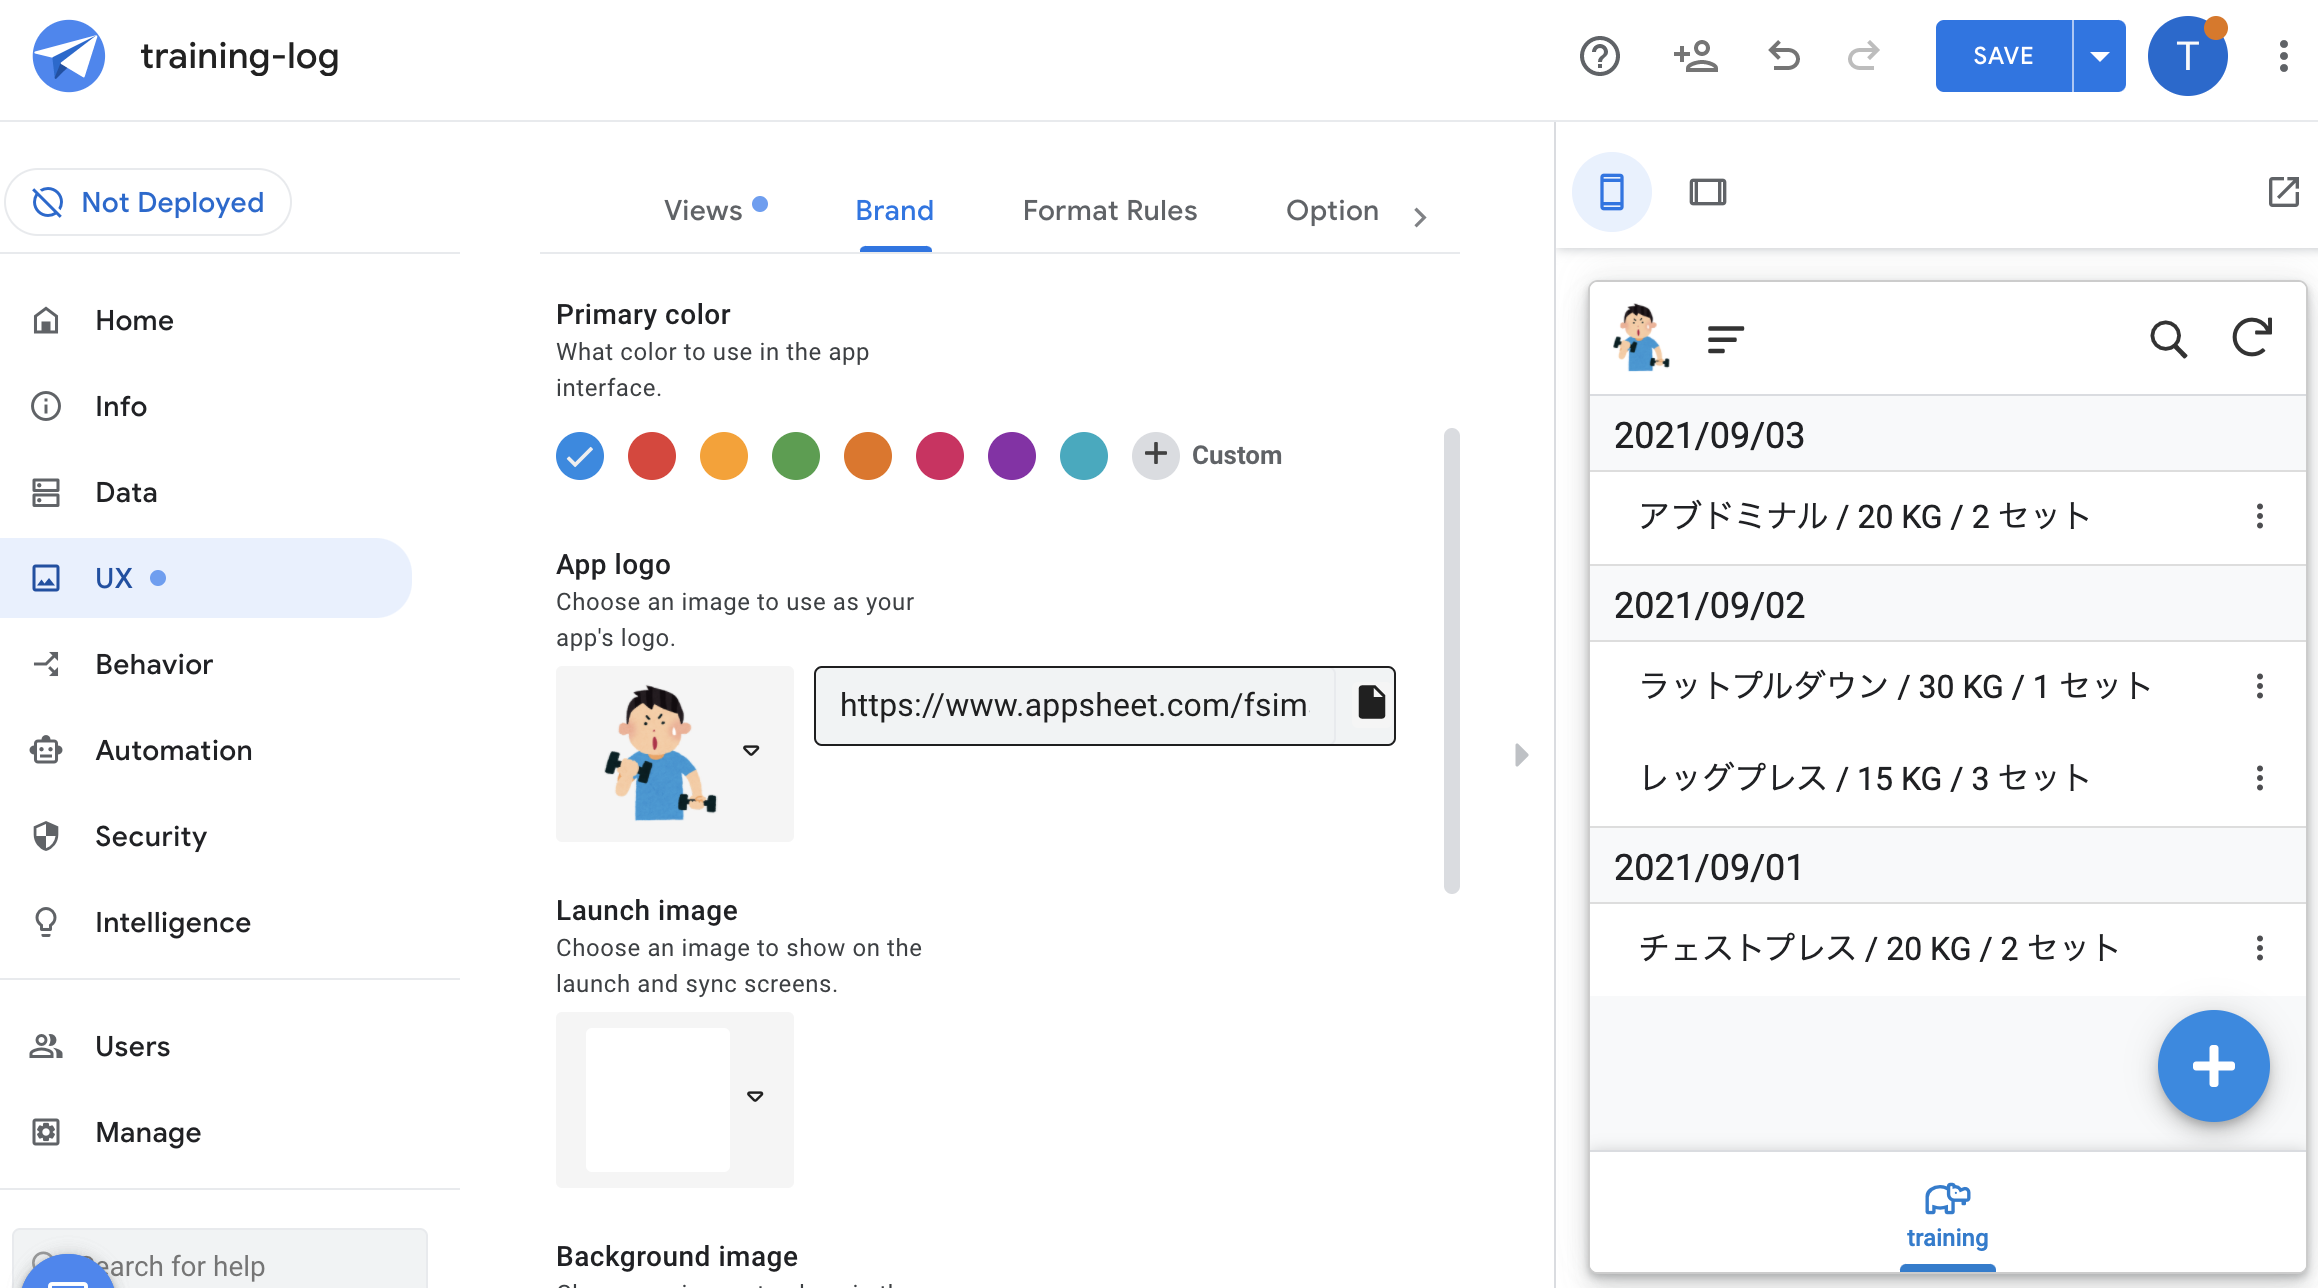 training-log
SAVE
T
Not Deployed
Home
Info
Data
UX
Behavior
Automation
Security
Intelligence
Users
Manage
earch for help
Views
Brand
Format Rules
Option
Primary color
What color to use in the app
interface.
Custom
App logo
Choose an image to use as your
app's logo.
https://www.appsheet.com/fsim
Launch image
Choose an image to show on the
launch and sync screens.
Background image
2021/09/03
アブドミナル / 20 KG / 2 セット
2021/09/02
ラットプルダウン / 30 KG / 1 セット
レッグプレス / 15 KG / 3 セット
2021/09/01
チェストプレス / 20 KG / 2 セット
training